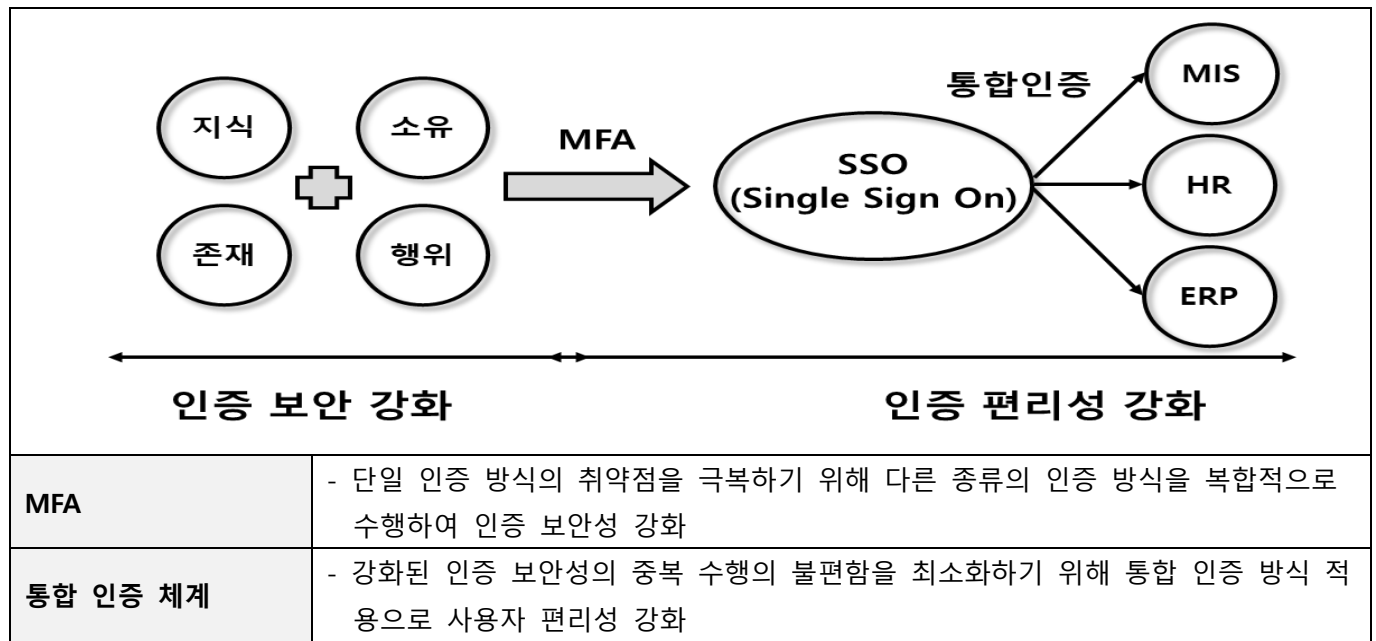 통합인증
MIS
지식
소유
MFA
SSO
(Single Sign On)
HR
존재
행위
ERP
인증 보안 강화
인증 편리성 강화
MFA
- 단일 인증 방식의 취약점을 극복하기 위해 다른 종류의 인증 방식을 복합적으로
수행하여 인증 보안성 강화
통합 인증 체계
- 강화된 인증 보안성의 중복 수행의 불편함을 최소화하기 위해 통합 인증 방식 적
용으로 사용자 편리성 강화